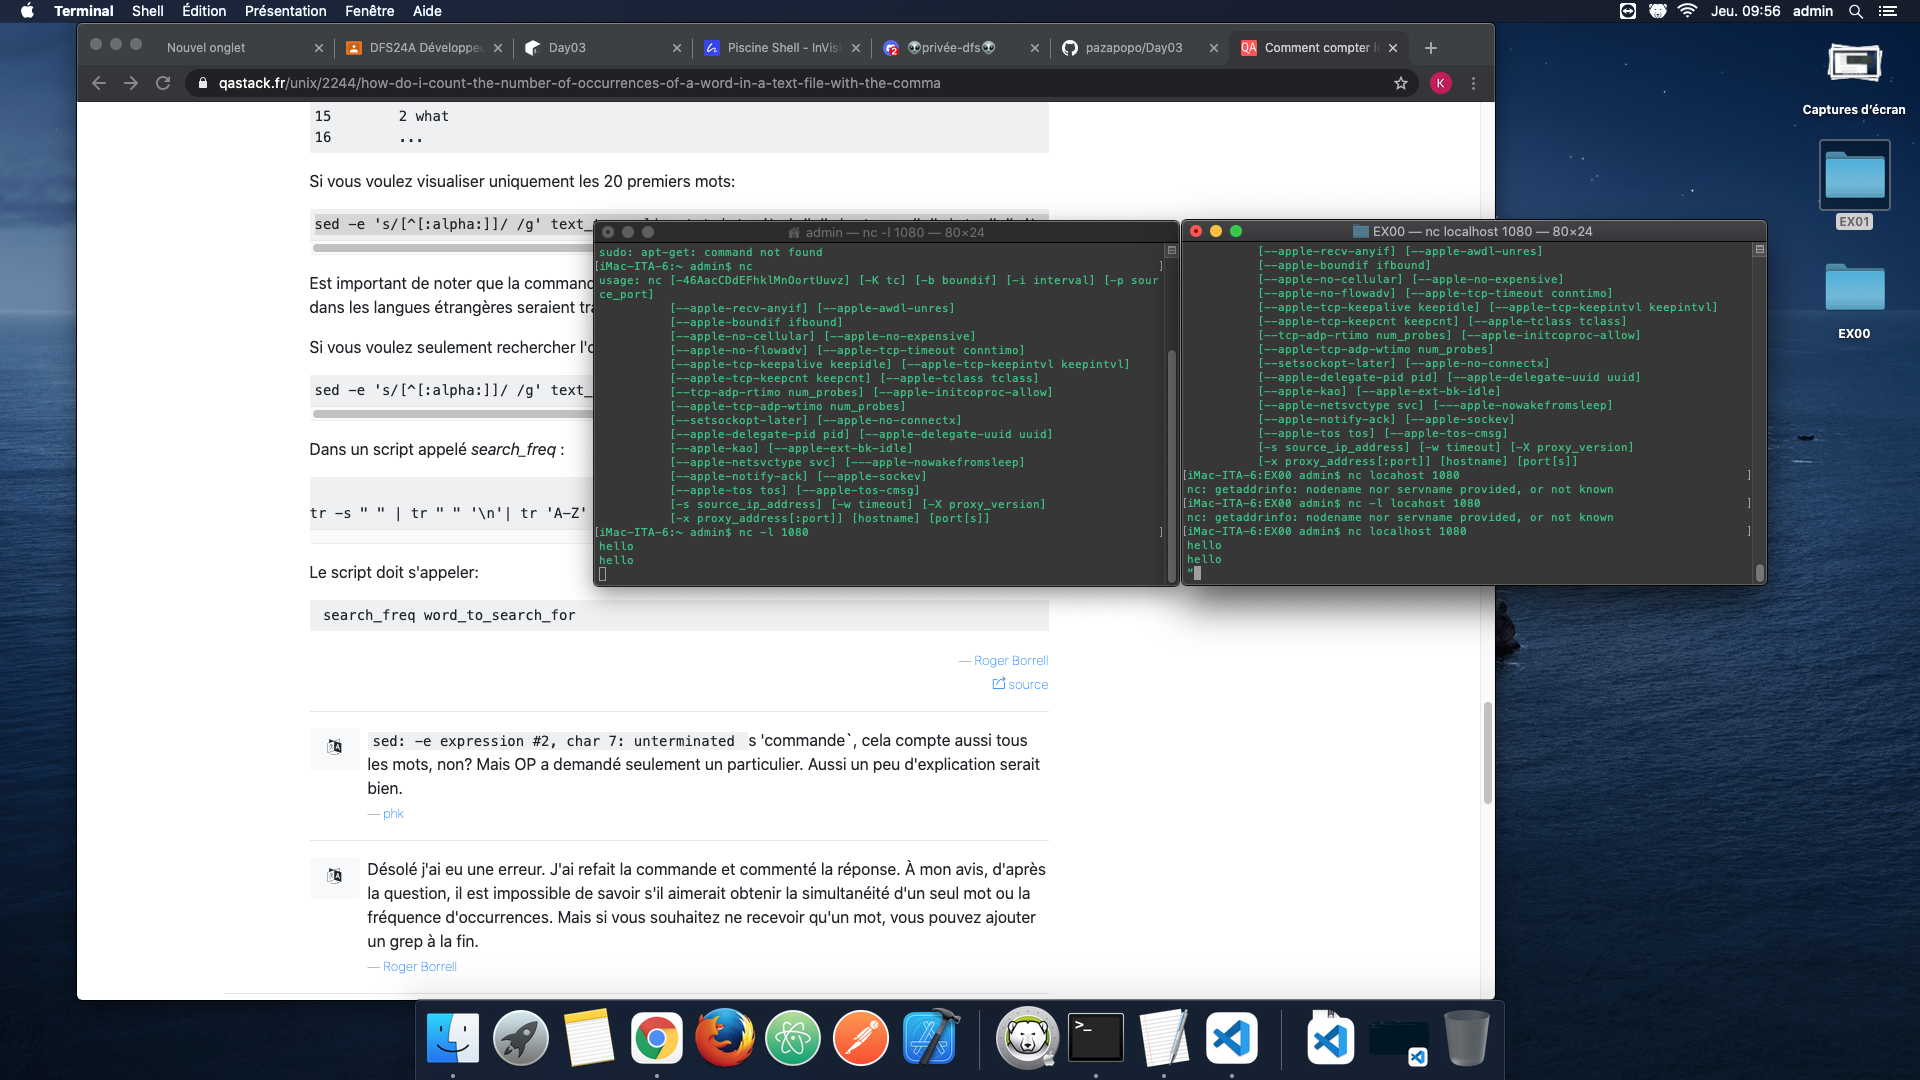 Terminal Shell Édition Présentation Fenêtre Aide
Jeu. 09:56 admin
Nouvel onglet
DFS24A Développeu
Day03
Piscine Shell - InVis
privée-dfs
pazapopo/Day03
QA Comment compter l
qastack.fr/unix/2244/how-do-i-count-the-number-of-occurrences-of-a-word-in-a-text-file-with-the-comma
K
15 2 what
16 ...
Si vous voulez visualiser uniquement les 20 premiers mots:
sed -e 's/[^[:alpha:]]/ /g' text_
Est important de noter que la command
dans les langues étrangères seraient tra
Si vous voulez seulement rechercher l'o
sed -e 's/[^[:alpha:]]/ /g' text_
Dans un script appelé search_freq :
tr -s " " | tr " " '\n'| tr 'A-Z'
Le script doit s'appeler:
search_freq word_to_search_for
— Roger Borrell
source
sed: -e expression #2, char 7: unterminated s 'commande`, cela compte aussi tous
les mots, non? Mais OP a demandé seulement un particulier. Aussi un peu d'explication serait
bien.
— phk
Désolé j'ai eu une erreur. J'ai refait la commande et commenté la réponse. À mon avis, d'après
la question, il est impossible de savoir s'il aimerait obtenir la simultanéité d'un seul mot ou la
fréquence d'occurrences. Mais si vous souhaitez ne recevoir qu'un mot, vous pouvez ajouter
un grep à la fin.
— Roger Borrell
admin — nc -l 1080 — 80×24
sudo: apt-get: command not found
[iMac-ITA-6:~ admin$ nc ]
usage: nc [-46AacCDdEFhklMnOortUuvz] [-K tc] [-b boundif] [-i interval] [-p sour
ce_port]
[--apple-recv-anyif] [--apple-awdl-unres]
[--apple-boundif ifbound]
[--apple-no-cellular] [--apple-no-expensive]
[--apple-no-flowadv] [--apple-tcp-timeout conntimo]
[--apple-tcp-keepalive keepidle] [--apple-tcp-keepintvl keepintvl]
[--apple-tcp-keepcnt keepcnt] [--apple-tclass tclass]
[--tcp-adp-rtimo num_probes] [--apple-initcoproc-allow]
[--apple-tcp-adp-wtimo num_probes]
[--setsockopt-later] [--apple-no-connectx]
[--apple-delegate-pid pid] [--apple-delegate-uuid uuid]
[--apple-kao] [--apple-ext-bk-idle]
[--apple-netsvctype svc] [---apple-nowakefromsleep]
[--apple-notify-ack] [--apple-sockev]
[--apple-tos tos] [--apple-tos-cmsg]
[-s source_ip_address] [-w timeout] [-X proxy_version]
[-x proxy_address[:port]] [hostname] [port[s]]
[iMac-ITA-6:~ admin$ nc -l 1080 ]
hello
hello
EX00 — nc localhost 1080 — 80×24
[--apple-recv-anyif] [--apple-awdl-unres]
[--apple-boundif ifbound]
[--apple-no-cellular] [--apple-no-expensive]
[--apple-no-flowadv] [--apple-tcp-timeout conntimo]
[--apple-tcp-keepalive keepidle] [--apple-tcp-keepintvl keepintvl]
[--apple-tcp-keepcnt keepcnt] [--apple-tclass tclass]
[--tcp-adp-rtimo num_probes] [--apple-initcoproc-allow]
[--apple-tcp-adp-wtimo num_probes]
[--setsockopt-later] [--apple-no-connectx]
[--apple-delegate-pid pid] [--apple-delegate-uuid uuid]
[--apple-kao] [--apple-ext-bk-idle]
[--apple-netsvctype svc] [---apple-nowakefromsleep]
[--apple-notify-ack] [--apple-sockev]
[--apple-tos tos] [--apple-tos-cmsg]
[-s source_ip_address] [-w timeout] [-X proxy_version]
[-x proxy_address[:port]] [hostname] [port[s]]
[iMac-ITA-6:EX00 admin$ nc locahost 1080 ]
nc: getaddrinfo: nodename nor servname provided, or not known
[iMac-ITA-6:EX00 admin$ nc -l locahost 1080 ]
nc: getaddrinfo: nodename nor servname provided, or not known
[iMac-ITA-6:EX00 admin$ nc localhost 1080 ]
hello
hello
“
Captures d’écran
EX01
EX00